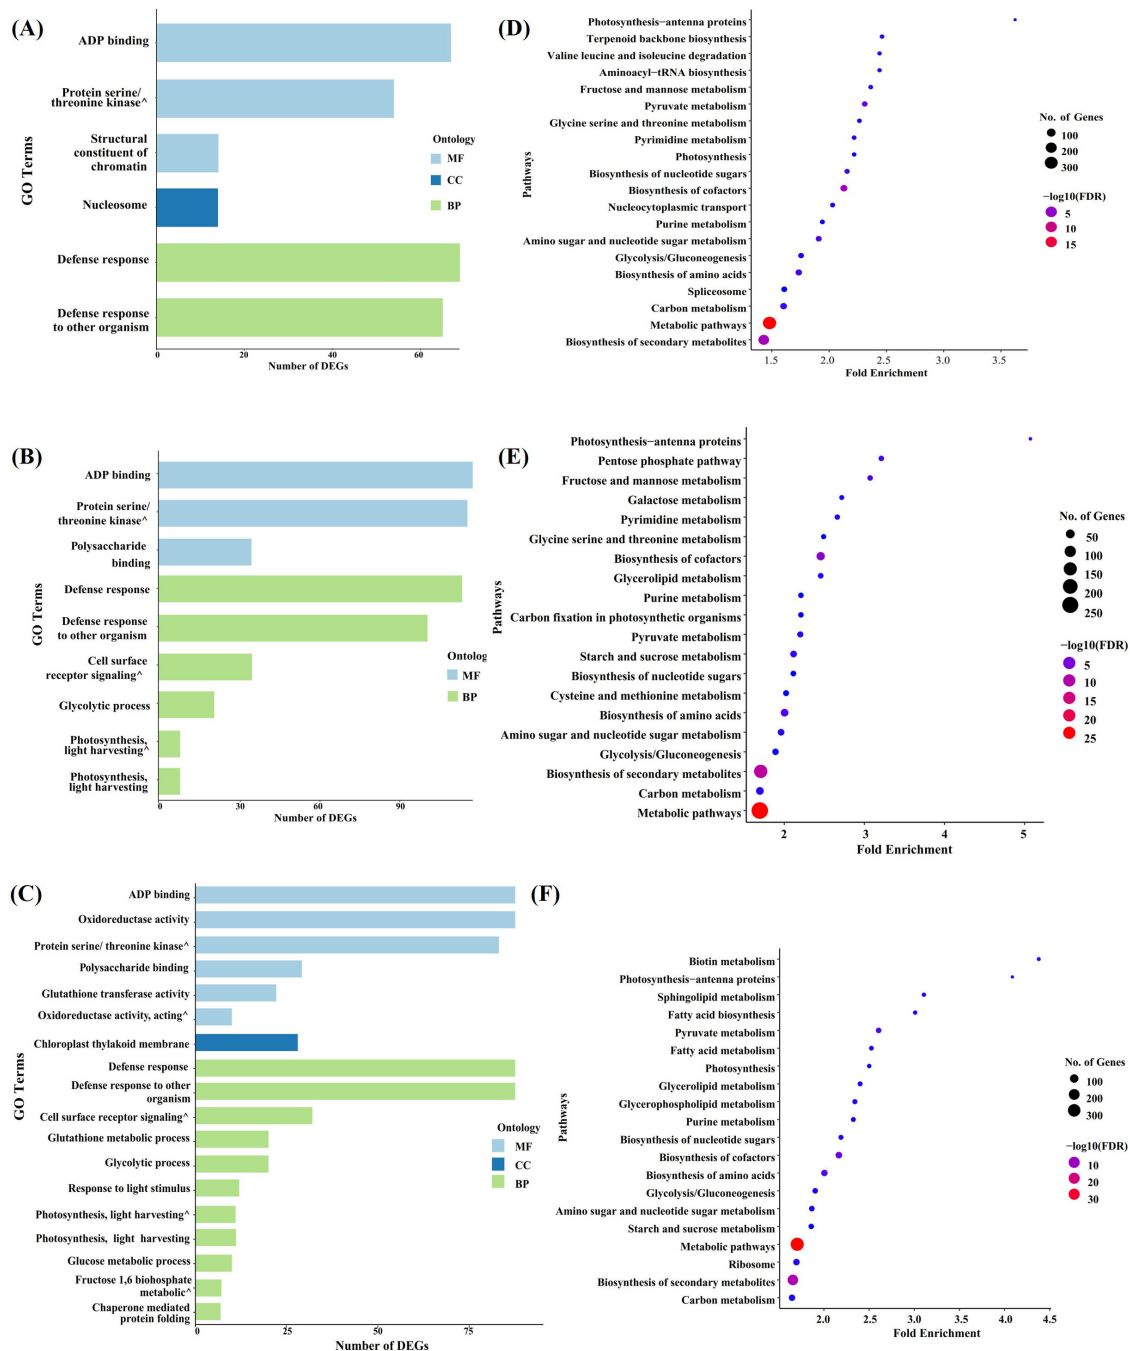 (A)
GO Terms
ADP binding
Protein serine/
threonine kinase^
Structural
constituent of
chromatin
Nucleosome
Defense response
Defense response
to other organism
Ontology
MF
CC
BP
0
20
40
60
Number of DEGs
(D)
Pathways
Photosynthesis−antenna proteins
Terpenoid backbone biosynthesis
Valine leucine and isoleucine degradation
Aminoacyl−tRNA biosynthesis
Fructose and mannose metabolism
Pyruvate metabolism
Glycine serine and threonine metabolism
Pyrimidine metabolism
Photosynthesis
Biosynthesis of nucleotide sugars
Biosynthesis of cofactors
Nucleocytoplasmic transport
Purine metabolism
Amino sugar and nucleotide sugar metabolism
Glycolysis/Gluconeogenesis
Biosynthesis of amino acids
Spliceosome
Carbon metabolism
Metabolic pathways
Biosynthesis of secondary metabolites
1.5
2.0
2.5
3.0
3.5
Fold Enrichment
No. of Genes
100
200
300
−log10(FDR)
5
10
15
(B)
GO Terms
ADP binding
Protein serine/
threonine kinase^
Polysaccharide
binding
Defense response
Defense response
to other organism
Cell surface
receptor signaling^
Glycolytic process
Photosynthesis,
light harvesting^
Photosynthesis,
light harvesting
Ontolog
MF
BP
0
30
60
90
Number of DEGs
(E)
Pathways
Photosynthesis−antenna proteins
Pentose phosphate pathway
Fructose and mannose metabolism
Galactose metabolism
Pyrimidine metabolism
Glycine serine and threonine metabolism
Biosynthesis of cofactors
Glycerolipid metabolism
Purine metabolism
Carbon fixation in photosynthetic organisms
Pyruvate metabolism
Starch and sucrose metabolism
Biosynthesis of nucleotide sugars
Cysteine and methionine metabolism
Biosynthesis of amino acids
Amino sugar and nucleotide sugar metabolism
Glycolysis/Gluconeogenesis
Biosynthesis of secondary metabolites
Carbon metabolism
Metabolic pathways
2
3
4
5
Fold Enrichment
No. of Genes
50
100
150
200
250
−log10(FDR)
5
10
15
20
25
(C)
GO Terms
ADP binding
Oxidoreductase activity
Protein serine/ threonine kinase^
Polysaccharide binding
Glutathione transferase activity
Oxidoreductase activity, acting^
Chloroplast thylakoid membrane
Defense response
Defense response to other
organism
Cell surface receptor signaling^
Glutathione metabolic process
Glycolytic process
Response to light stimulus
Photosynthesis, light harvesting^
Photosynthesis, light harvesting
Glucose metabolic process
Fructose 1,6 biohosphate
metabolic^
Chaperone mediated
protein folding
Ontology
MF
CC
BP
0
25
50
75
Number of DEGs
(F)
Pathways
Biotin metabolism
Photosynthesis−antenna proteins
Sphingolipid metabolism
Fatty acid biosynthesis
Pyruvate metabolism
Fatty acid metabolism
Photosynthesis
Glycerolipid metabolism
Glycerophospholipid metabolism
Purine metabolism
Biosynthesis of nucleotide sugars
Biosynthesis of cofactors
Biosynthesis of amino acids
Glycolysis/Gluconeogenesis
Amino sugar and nucleotide sugar metabolism
Starch and sucrose metabolism
Metabolic pathways
Ribosome
Biosynthesis of secondary metabolites
Carbon metabolism
2.0
2.5
3.0
3.5
4.0
4.5
Fold Enrichment
No. of Genes
100
200
300
−log10(FDR)
10
20
30